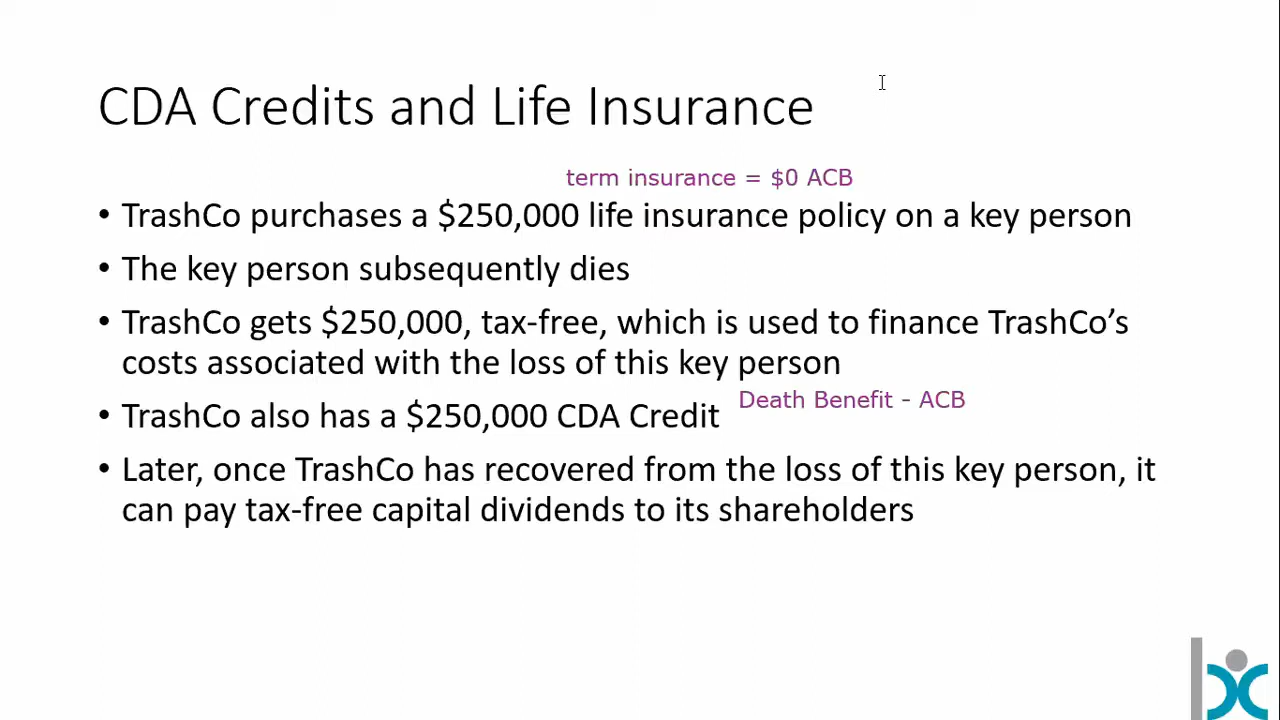 CDA Credits and Life Insurance
term insurance = $0 ACB
• TrashCo purchases a $250,000 life insurance policy on a key person
• The key person subsequently dies
• TrashCo gets $250,000, tax-free, which is used to finance TrashCo’s
costs associated with the loss of this key person
• TrashCo also has a $250,000 CDA Credit
Death Benefit - ACB
• Later, once TrashCo has recovered from the loss of this key person, it
can pay tax-free capital dividends to its shareholders